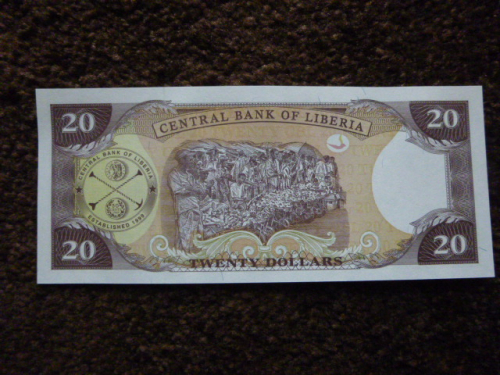 20
CENTRAL BANK OF LIBERIA
20
CENTRAL BANK OF LIBERIA
ESTABLISHED 1999
20
TWENTY DOLLARS
20